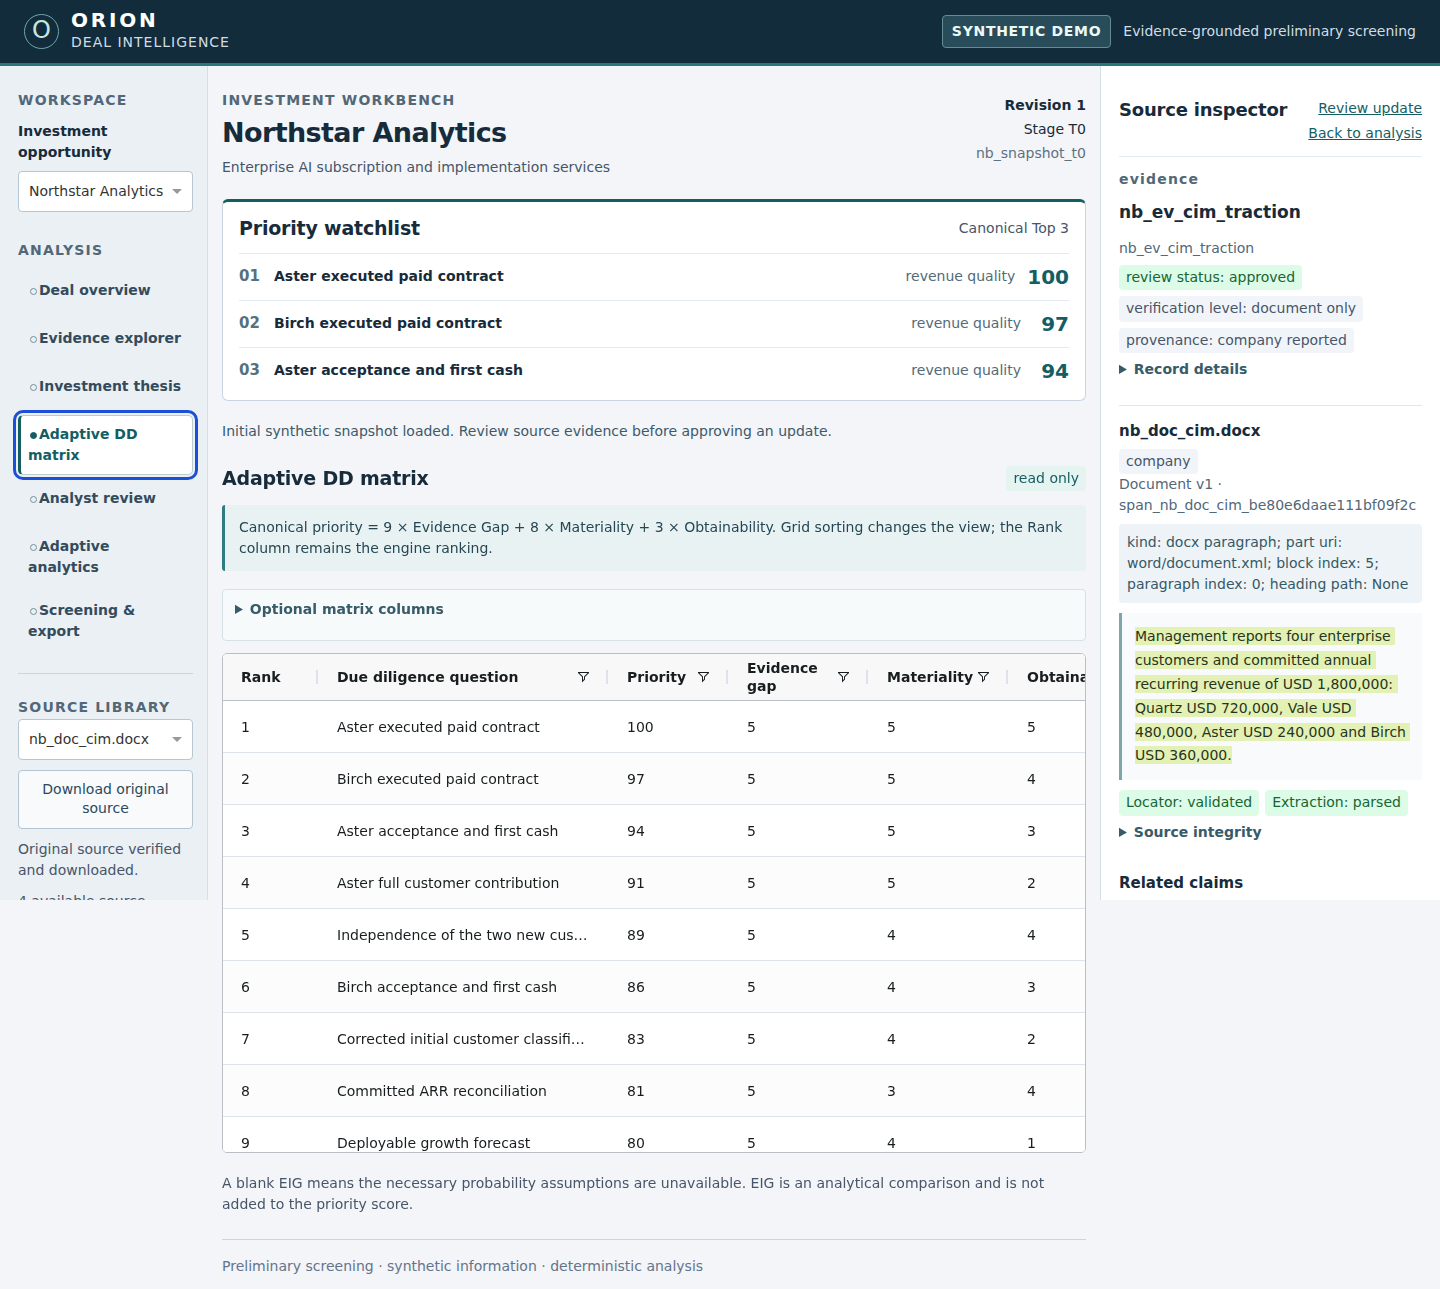 O
ORION
DEAL INTELLIGENCE
SYNTHETIC DEMO
Evidence-grounded preliminary screening
WORKSPACE
Investment
opportunity
Northstar Analytics
ANALYSIS
Deal overview
Evidence explorer
Investment thesis
Adaptive DD
matrix
Analyst review
Adaptive
analytics
Screening &
export
SOURCE LIBRARY
nb_doc_cim.docx
Download original
source
Original source verified
and downloaded.
4 available source
INVESTMENT WORKBENCH
Northstar Analytics
Enterprise AI subscription and implementation services
Revision 1
Stage T0
nb_snapshot_t0
Priority watchlist
Canonical Top 3
01 Aster executed paid contract revenue quality 100
02 Birch executed paid contract revenue quality 97
03 Aster acceptance and first cash revenue quality 94
Initial synthetic snapshot loaded. Review source evidence before approving an update.
Adaptive DD matrix
read only
Canonical priority = 9 × Evidence Gap + 8 × Materiality + 3 × Obtainability. Grid sorting changes the view; the Rank
column remains the engine ranking.
Optional matrix columns
Rank Due diligence question Priority Evidence gap Materiality Obtaina
1 Aster executed paid contract 100 5 5 5
2 Birch executed paid contract 97 5 5 4
3 Aster acceptance and first cash 94 5 5 3
4 Aster full customer contribution 91 5 5 2
5 Independence of the two new cus... 89 5 4 4
6 Birch acceptance and first cash 86 5 4 3
7 Corrected initial customer classifi... 83 5 4 2
8 Committed ARR reconciliation 81 5 3 4
9 Deployable growth forecast 80 5 4 1
A blank EIG means the necessary probability assumptions are unavailable. EIG is an analytical comparison and is not
added to the priority score.
Preliminary screening · synthetic information · deterministic analysis
Source inspector
Review update
Back to analysis
evidence
nb_ev_cim_traction
nb_ev_cim_traction
review status: approved
verification level: document only
provenance: company reported
Record details
nb_doc_cim.docx
company
Document v1 ·
span_nb_doc_cim_be80e6daae111bf09f2c
kind: docx paragraph; part uri:
word/document.xml; block index: 5;
paragraph index: 0; heading path: None
Management reports four enterprise
customers and committed annual
recurring revenue of USD 1,800,000:
Quartz USD 720,000, Vale USD
480,000, Aster USD 240,000 and Birch
USD 360,000.
Locator: validated
Extraction: parsed
Source integrity
Related claims